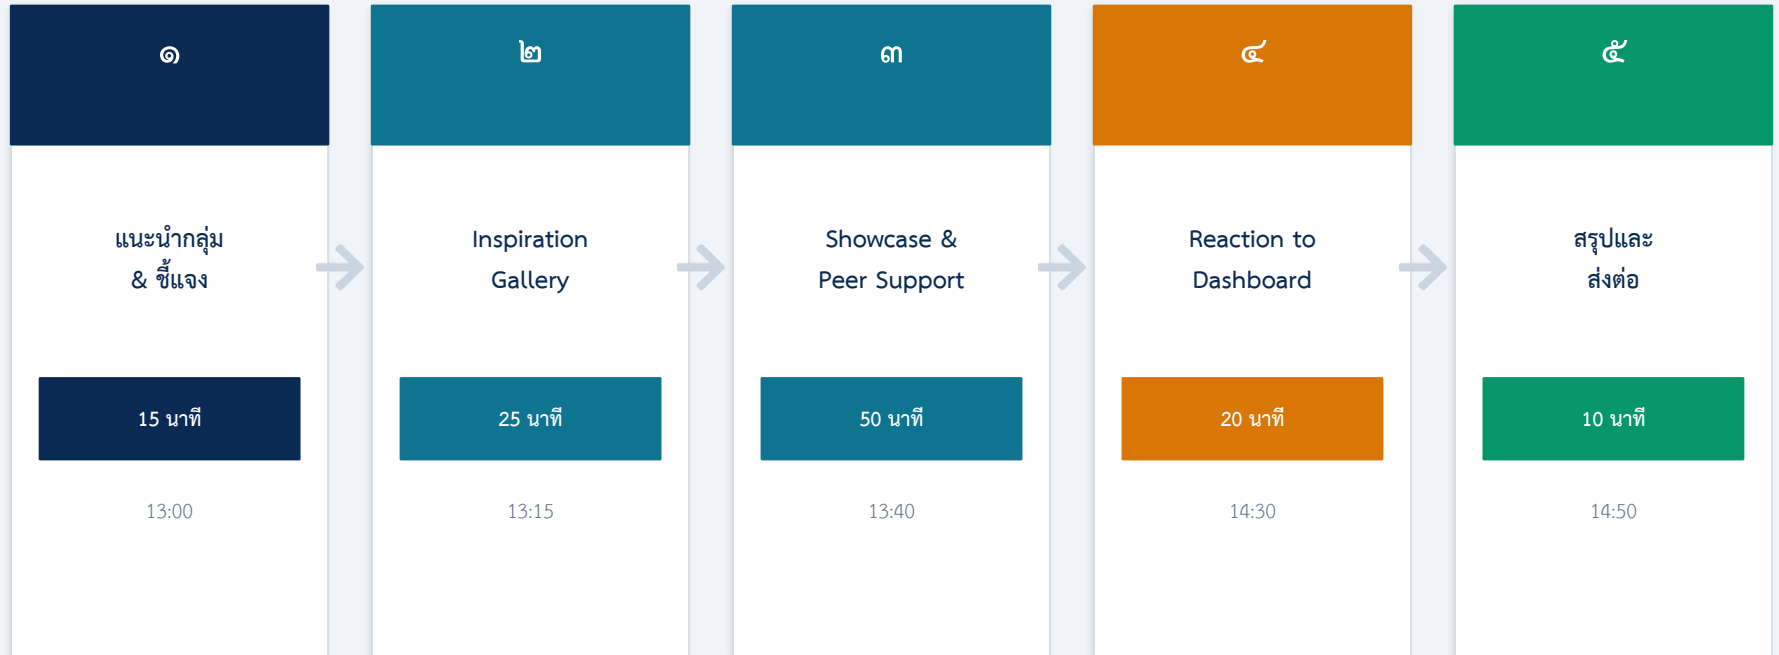 ๑
แนะนำกลุ่ม
& ชี้แจง
15 นาที
13:00
๒
Inspiration
Gallery
25 นาที
13:15
๓
Showcase &
Peer Support
50 นาที
13:40
๔
Reaction to
Dashboard
20 นาที
14:30
๕
สรุปและ
ส่งต่อ
10 นาที
14:50